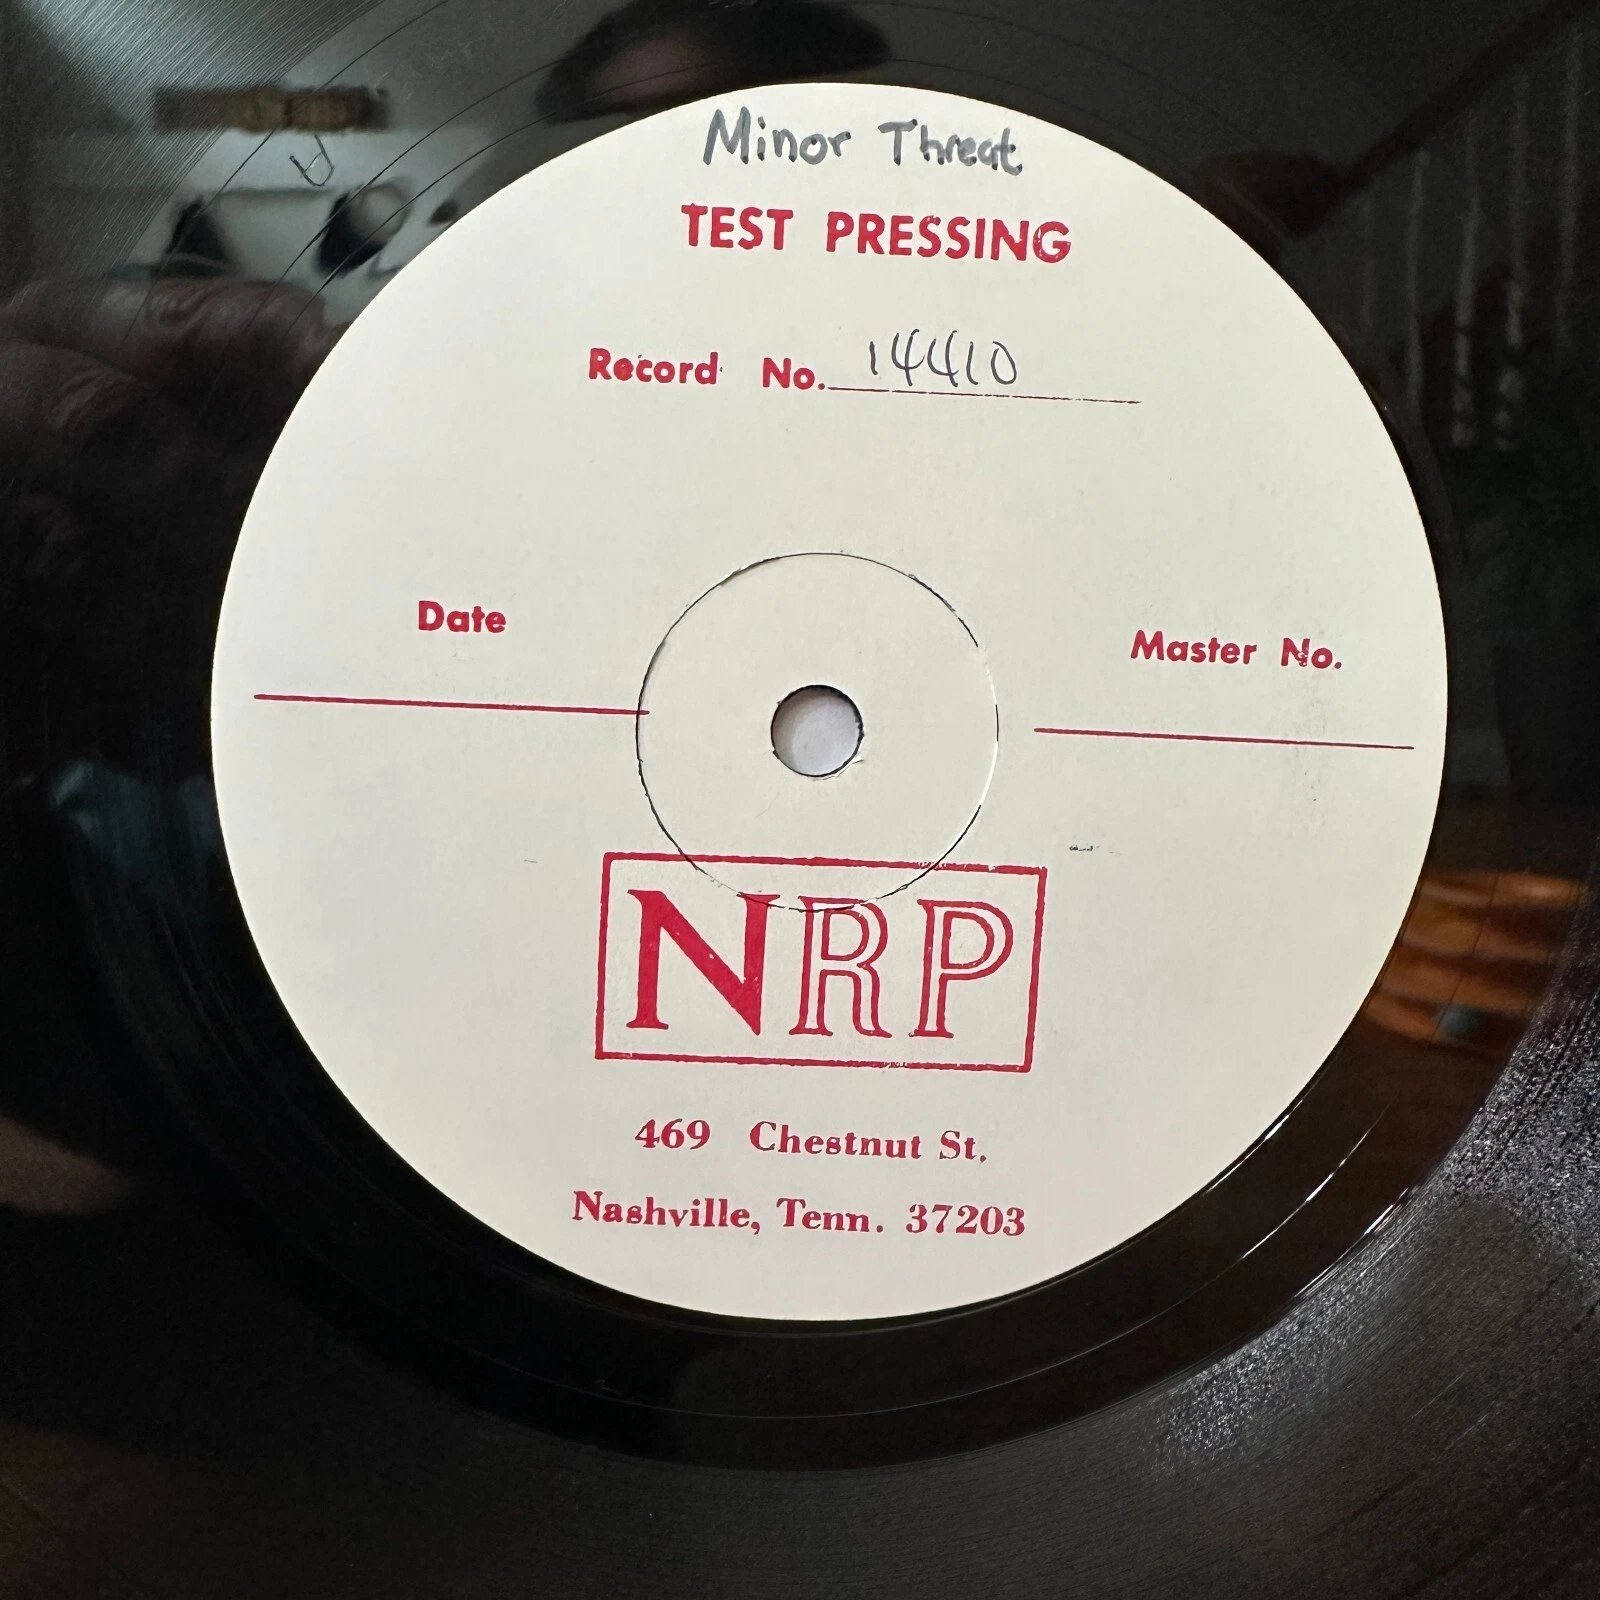 Minor Threat
TEST PRESSING
Record No. 14410
Date
Master No.
NRP
469 Chestnut St.
Nashville, Tenn. 37203